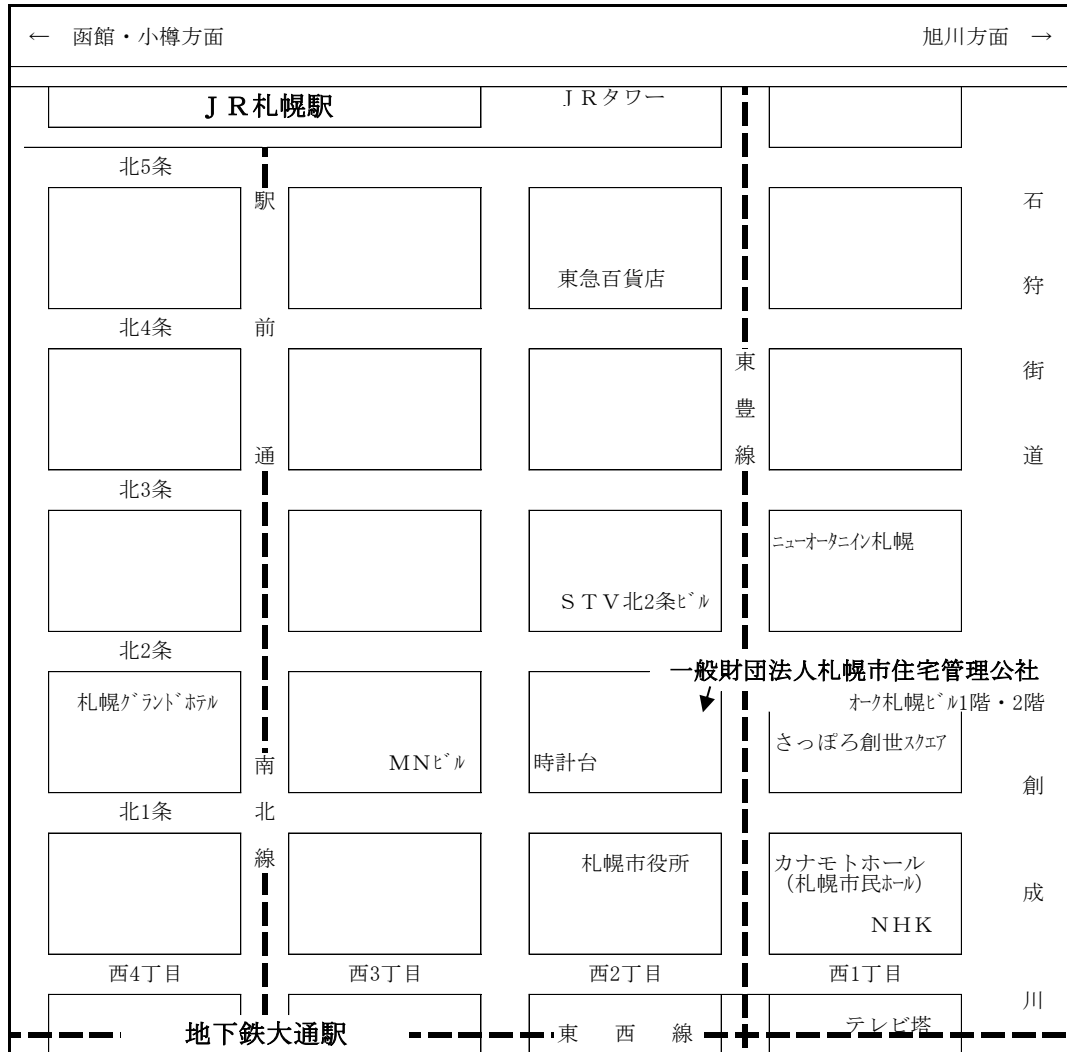 ← 函館・小樽方面
旭川方面 →
ＪＲ札幌駅
ＪＲタワー
北5条
駅前通
石狩街道
東急百貨店
北4条
東豊線
北3条
ﾆｭｰｵｰﾀﾆｲﾝ札幌
ＳＴＶ北2条ﾋﾞﾙ
北2条
一般財団法人札幌市住宅管理公社
ｵｰｸ札幌ﾋﾞﾙ1階・2階
札幌ｸﾞﾗﾝﾄﾞﾎﾃﾙ
さっぽろ創世ｽｸｴｱ
ＭＮﾋﾞﾙ
時計台
南北線
創成川
北1条
札幌市役所
カナモトホール
（札幌市民ﾎｰﾙ）
ＮＨＫ
西4丁目
西3丁目
西2丁目
西1丁目
地下鉄大通駅
東西線
テレビ塔